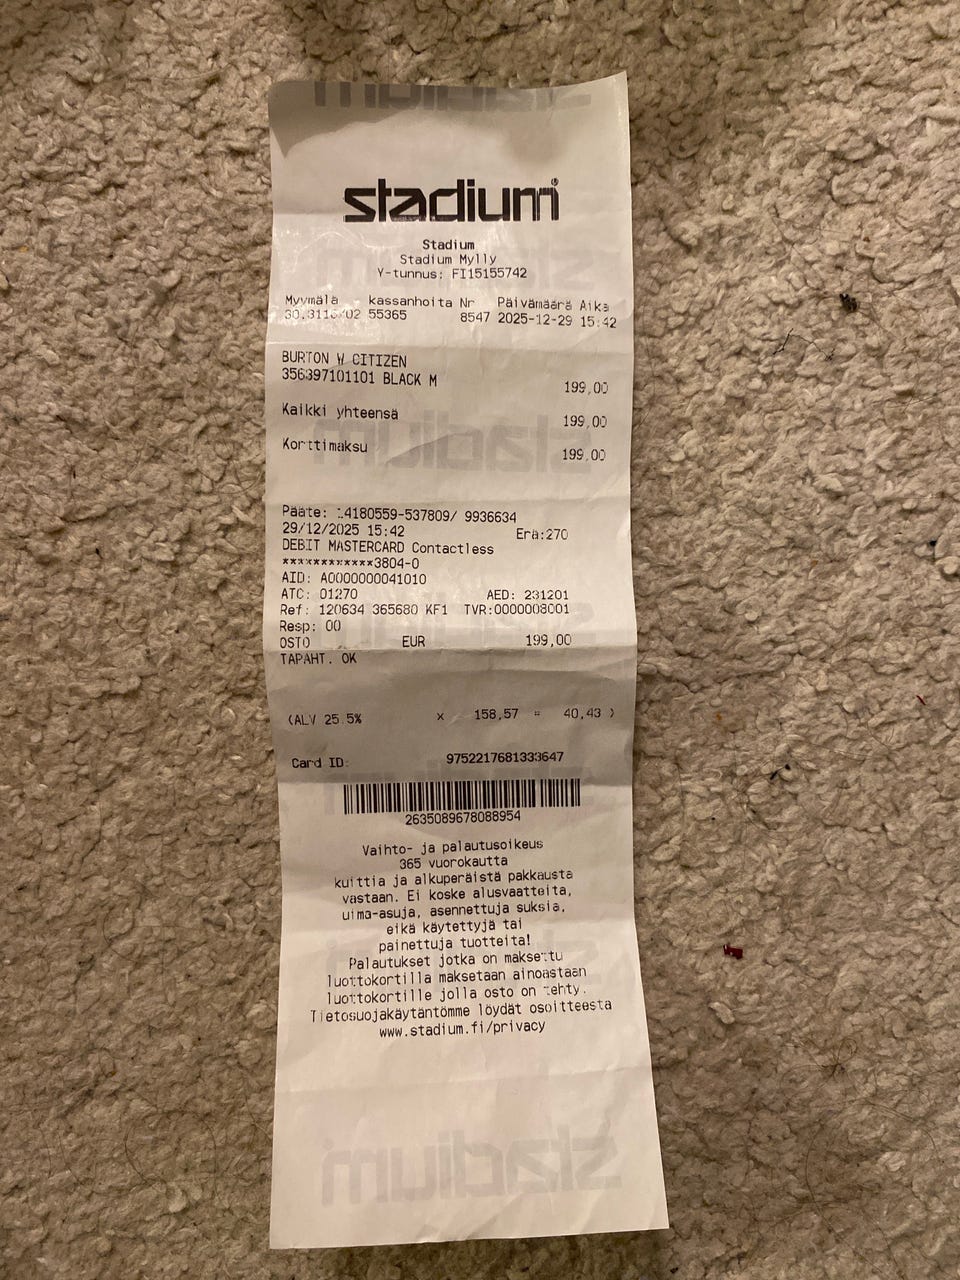 stadium
Stadium
Stadium Mylly
Y-tunnus: FI15155742
Myymälä kassanhoita Nr Päivämäärä Aika
55365 8547 2025-12-29 15:42
BURTON W CITIZEN
356397101101 BLACK M 199,00
Kaikki yhteensä 199,00
Korttimaksu 199,00
Pääte: 14180559-537809/ 9936634
29/12/2025 15:42 Erä:270
DEBIT MASTERCARD Contactless
************3804-0
AID: A0000000041010
ATC: 01270 AED: 231201
Ref: 120634 365680 KF1 TVR:0000008001
Resp: 00
OSTO EUR 199,00
TAPAHT. OK
(ALV 25.5% x 158,57 = 40,43 )
Card ID: 9752217681333647
2635089678088954
Vaihto- ja palautusoikeus
365 vuorokautta
kuittia ja alkuperäistä pakkausta
vastaan. Ei koske alusvaatteita,
uima-asuja, asennettuja suksia,
eikä käytettyjä tai
painettuja tuotteita!
Palautukset jotka on maksettu
luottokortilla maksetaan ainoastaan
luottokortille jolla osto on tehty.
Tietosuojakäytäntömme löydät osoitteesta
www.stadium.fi/privacy